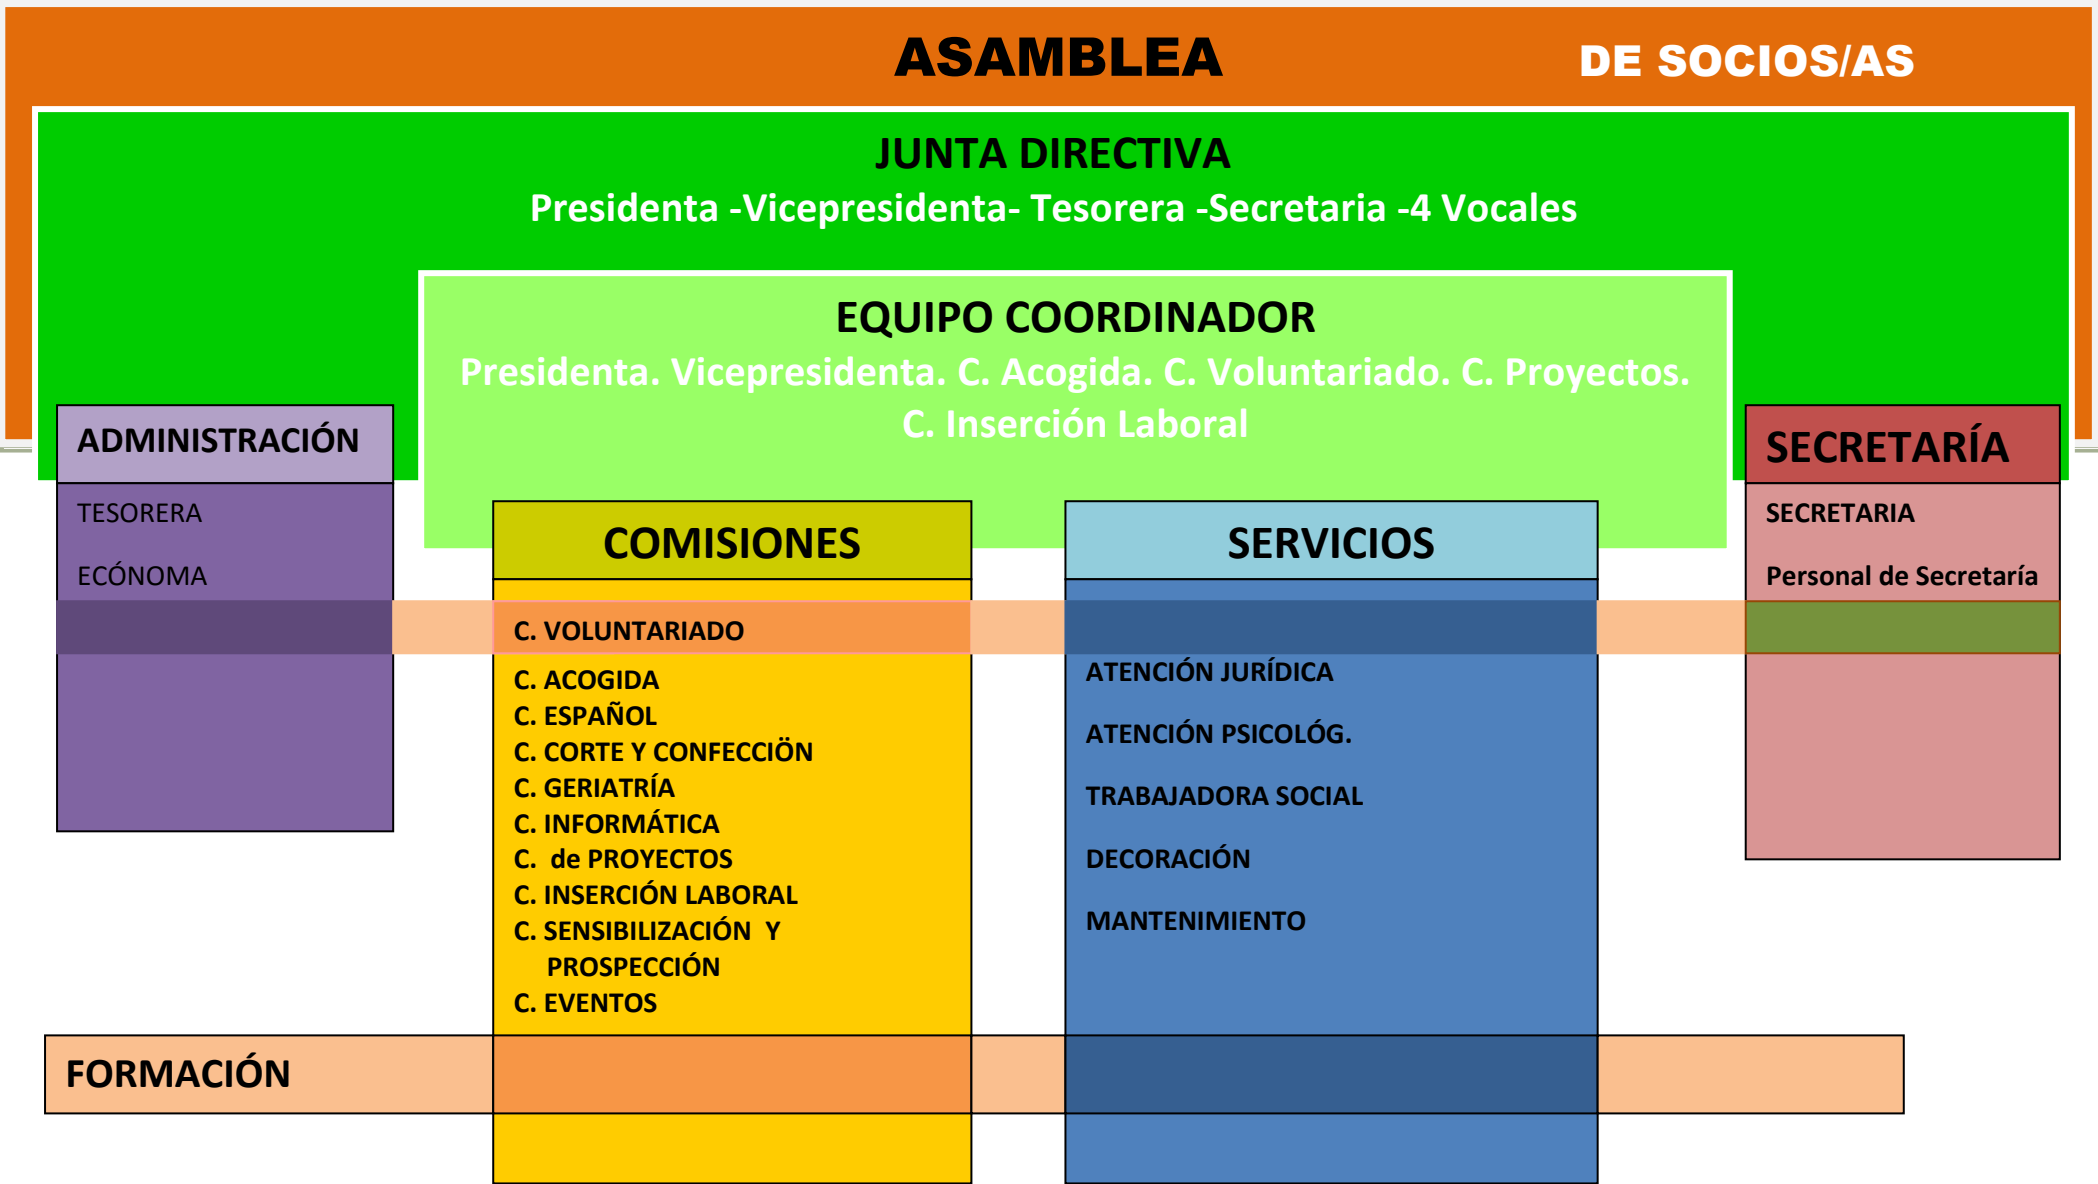 ASAMBLEA DE SOCIOS/AS
JUNTA DIRECTIVA
Presidenta -Vicepresidenta- Tesorera -Secretaria -4 Vocales
EQUIPO COORDINADOR
Presidenta. Vicepresidenta. C. Acogida. C. Voluntariado. C. Proyectos.
C. Inserción Laboral
ADMINISTRACIÓN
TESORERA
ECÓNOMA
COMISIONES
C. VOLUNTARIADO
C. ACOGIDA
C. ESPAÑOL
C. CORTE Y CONFECCIÖN
C. GERIATRÍA
C. INFORMÁTICA
C.  de PROYECTOS
C. INSERCIÓN LABORAL
C. SENSIBILIZACIÓN  Y
PROSPECCIÓN
C. EVENTOS
SERVICIOS
ATENCIÓN JURÍDICA
ATENCIÓN PSICOLÓG.
TRABAJADORA SOCIAL
DECORACIÓN
MANTENIMIENTO
SECRETARÍA
SECRETARIA
Personal de Secretaría
FORMACIÓN